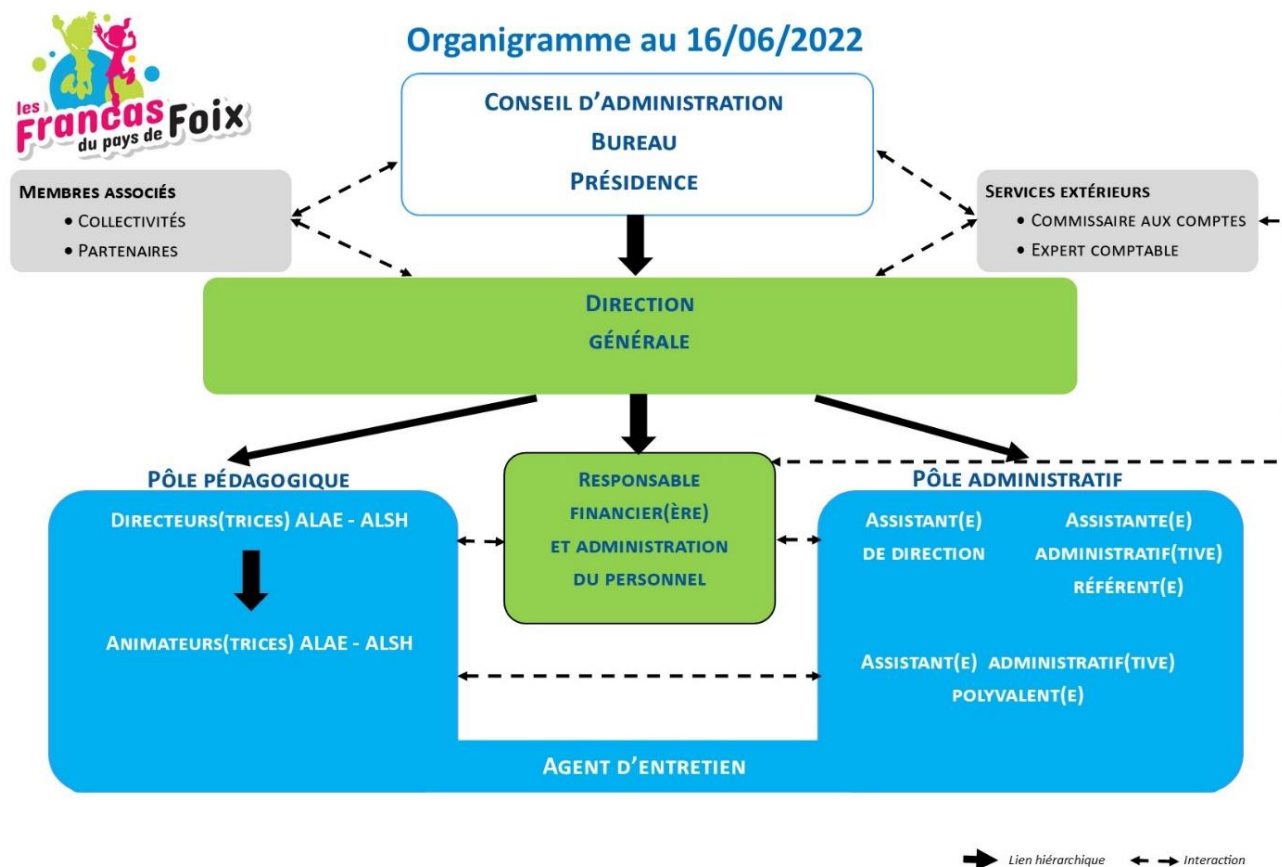 les
Francas
du pays de Foix
Organigramme au 16/06/2022
CONSEIL D'ADMINISTRATION
BUREAU
PRÉSIDENCE
MEMBRES ASSOCIÉS
• COLLECTIVITÉS
• PARTENAIRES
SERVICES EXTÉRIEURS
• COMMISSAIRE AUX COMPTES
• EXPERT COMPTABLE
DIRECTION
GÉNÉRALE
PÔLE PÉDAGOGIQUE
DIRECTEURS(TRICES) ALAE - ALSH
ANIMATEURS(TRICES) ALAE - ALSH
RESPONSABLE
FINANCIER(ÈRE)
ET ADMINISTRATION
DU PERSONNEL
PÔLE ADMINISTRATIF
ASSISTANT(E)
DE DIRECTION
ASSISTANTE(E)
ADMINISTRATIF(TIVE)
RÉFÉRENT(E)
ASSISTANT(E) ADMINISTRATIF(TIVE)
POLYVALENT(E)
AGENT D'ENTRETIEN
Lien hiérarchique
Interaction